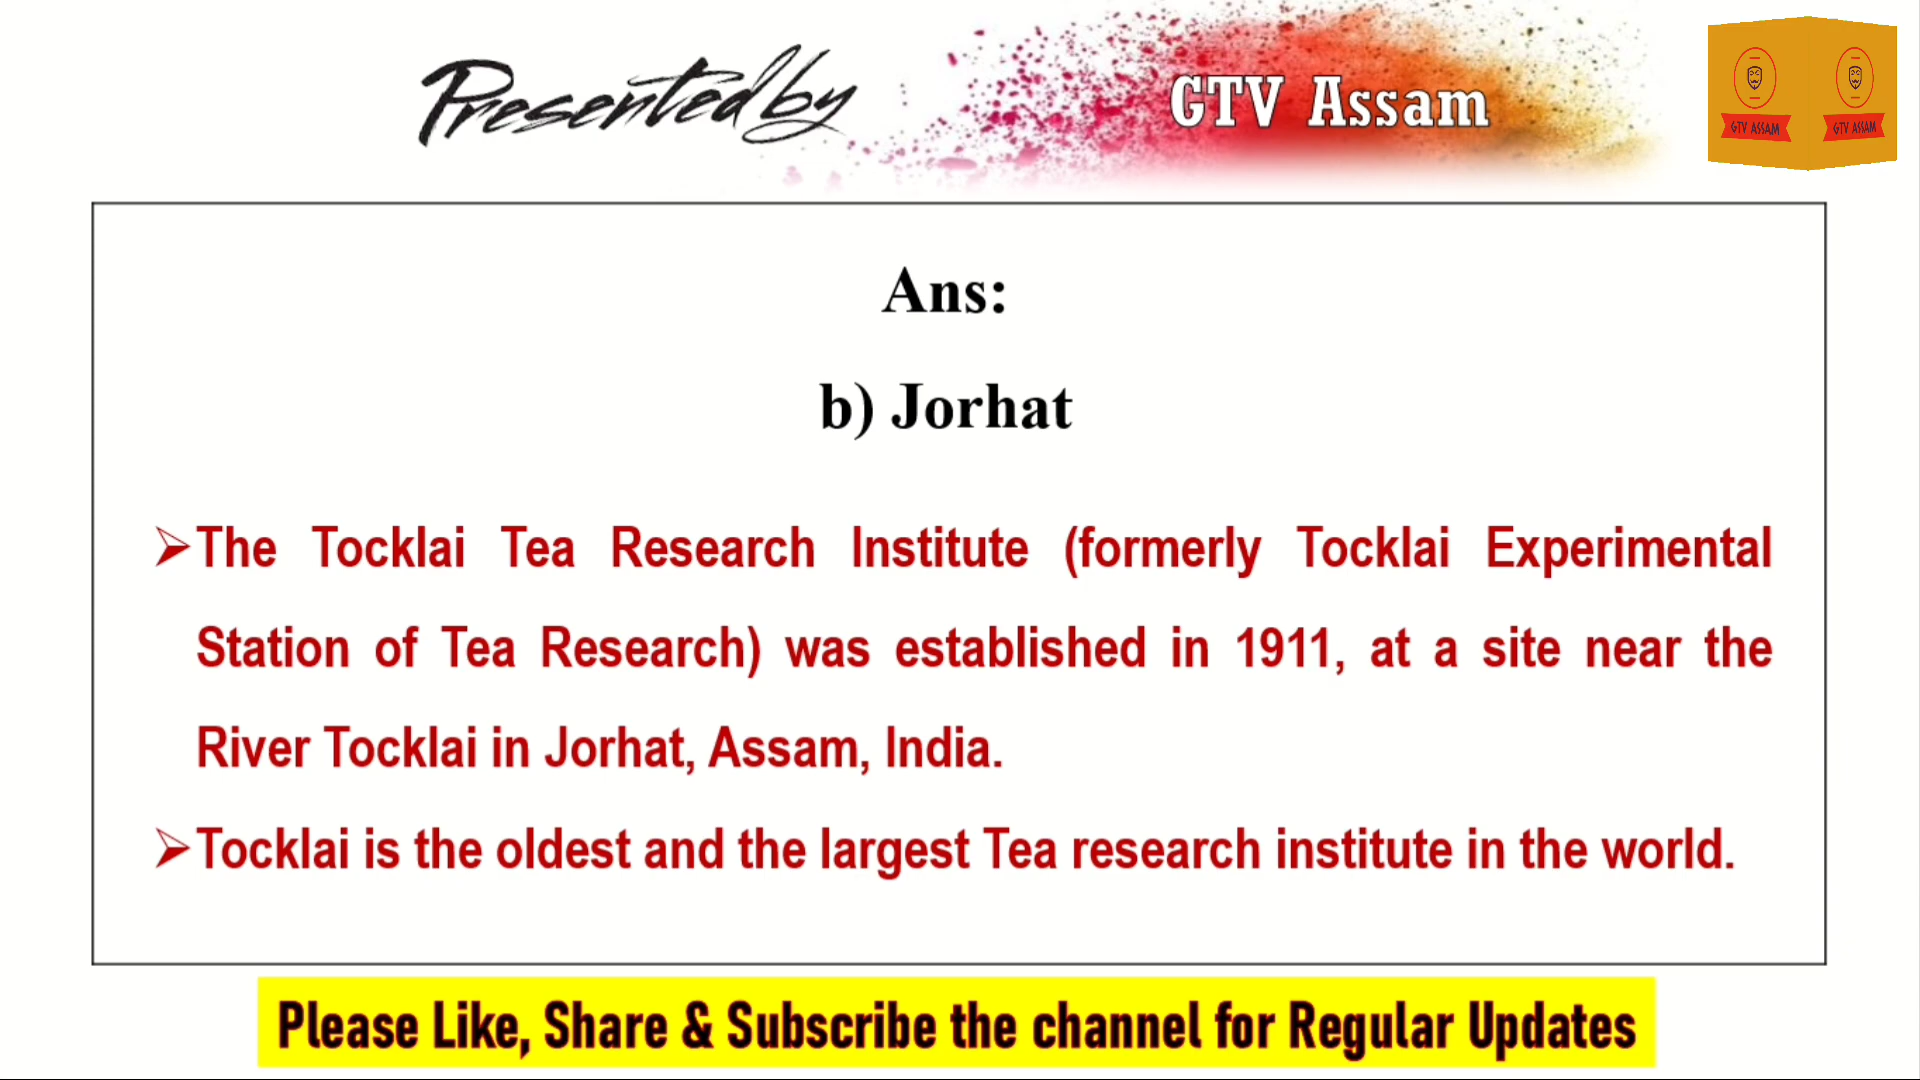 Presented by
GTV Assam
GTV ASSAM
GTV ASSAM
Ans:
b) Jorhat
➢The Tocklai Tea Research Institute (formerly Tocklai Experimental
Station of Tea Research) was established in 1911, at a site near the
River Tocklai in Jorhat, Assam, India.
➢Tocklai is the oldest and the largest Tea research institute in the world.
Please Like, Share & Subscribe the channel for Regular Updates